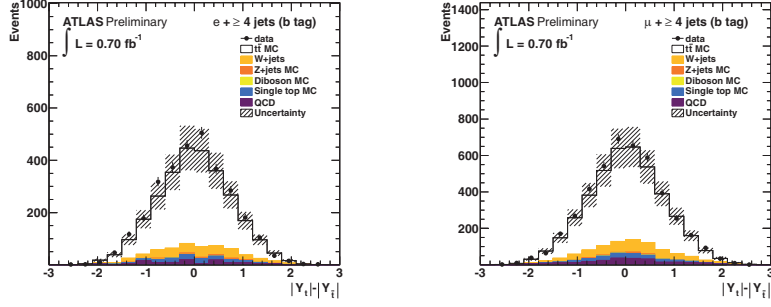 Events
ATLAS Preliminary
e + ≥ 4 jets (b tag)
∫ L = 0.70 fb⁻¹
data
tt̄ MC
W+jets
Z+jets MC
Diboson MC
Single top MC
QCD
Uncertainty
1000
800
600
400
200
-3 -2 -1 0 1 2 3
|Y_t|-|Y_t̄|
Events
ATLAS Preliminary
μ + ≥ 4 jets (b tag)
∫ L = 0.70 fb⁻¹
data
tt̄ MC
W+jets
Z+jets MC
Diboson MC
Single top MC
QCD
Uncertainty
1400
1200
1000
800
600
400
200
-3 -2 -1 0 1 2 3
|Y_t|-|Y_t̄|